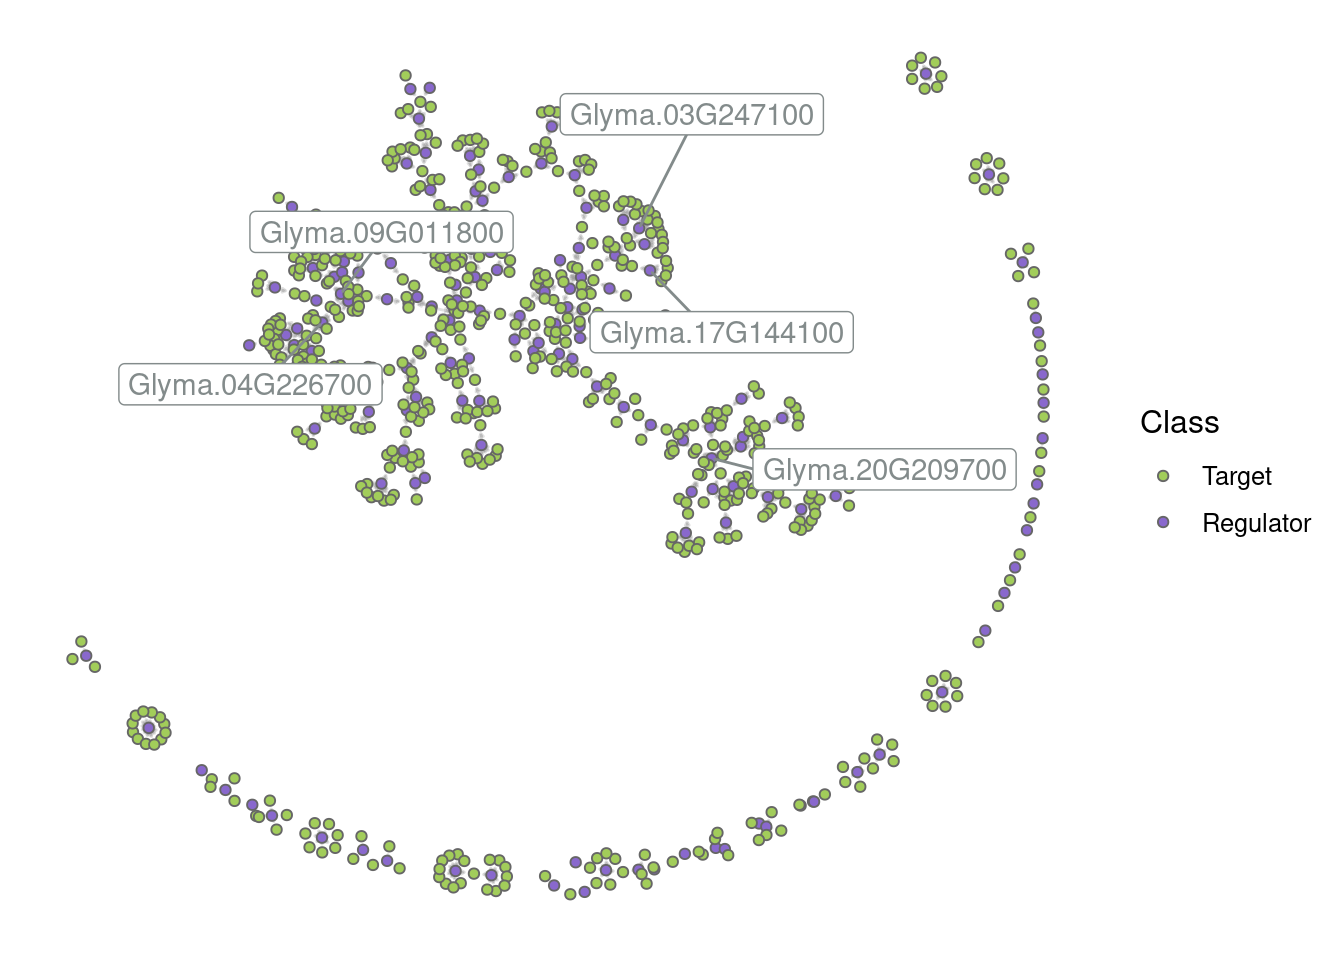 Glyma.03G247100
Glyma.09G011800
Glyma.17G144100
Glyma.04G226700
Glyma.20G209700
Class
Target
Regulator